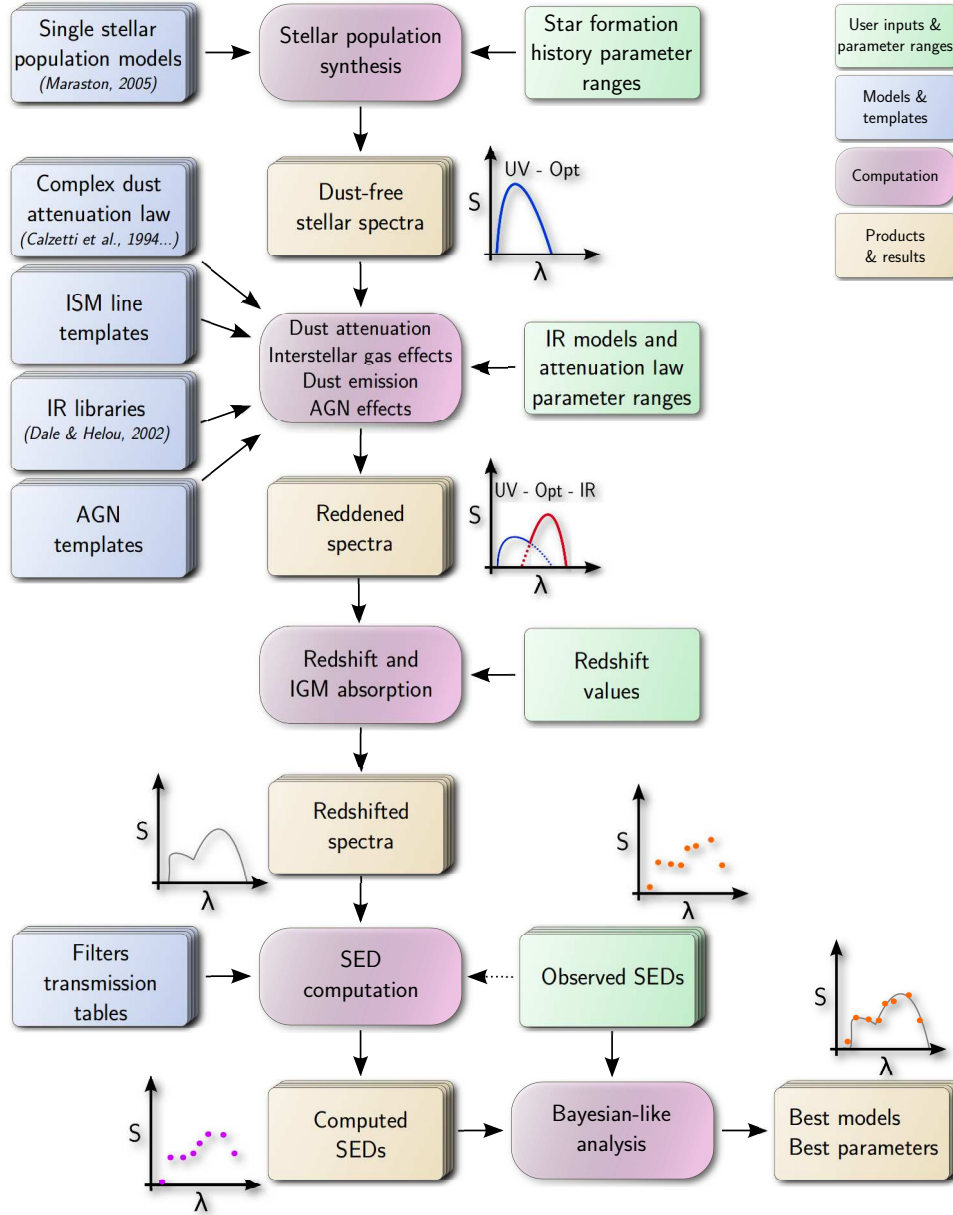 Single stellar
population models
(Maraston, 2005)
Stellar population
synthesis
Star formation
history parameter
ranges
User inputs &
parameter ranges
Models &
templates
Computation
Products
& results
Complex dust
attenuation law
(Calzetti et al., 1994...)
Dust-free
stellar spectra
UV - Opt
S
λ
ISM line
templates
Dust attenuation
Interstellar gas effects
Dust emission
AGN effects
IR models and
attenuation law
parameter ranges
IR libraries
(Dale & Helou, 2002)
AGN
templates
Reddened
spectra
UV - Opt - IR
S
λ
Redshift and
IGM absorption
Redshift
values
S
λ
Redshifted
spectra
S
λ
Filters
transmission
tables
SED
computation
Observed SEDs
S
λ
S
λ
Computed
SEDs
Bayesian-like
analysis
Best models
Best parameters